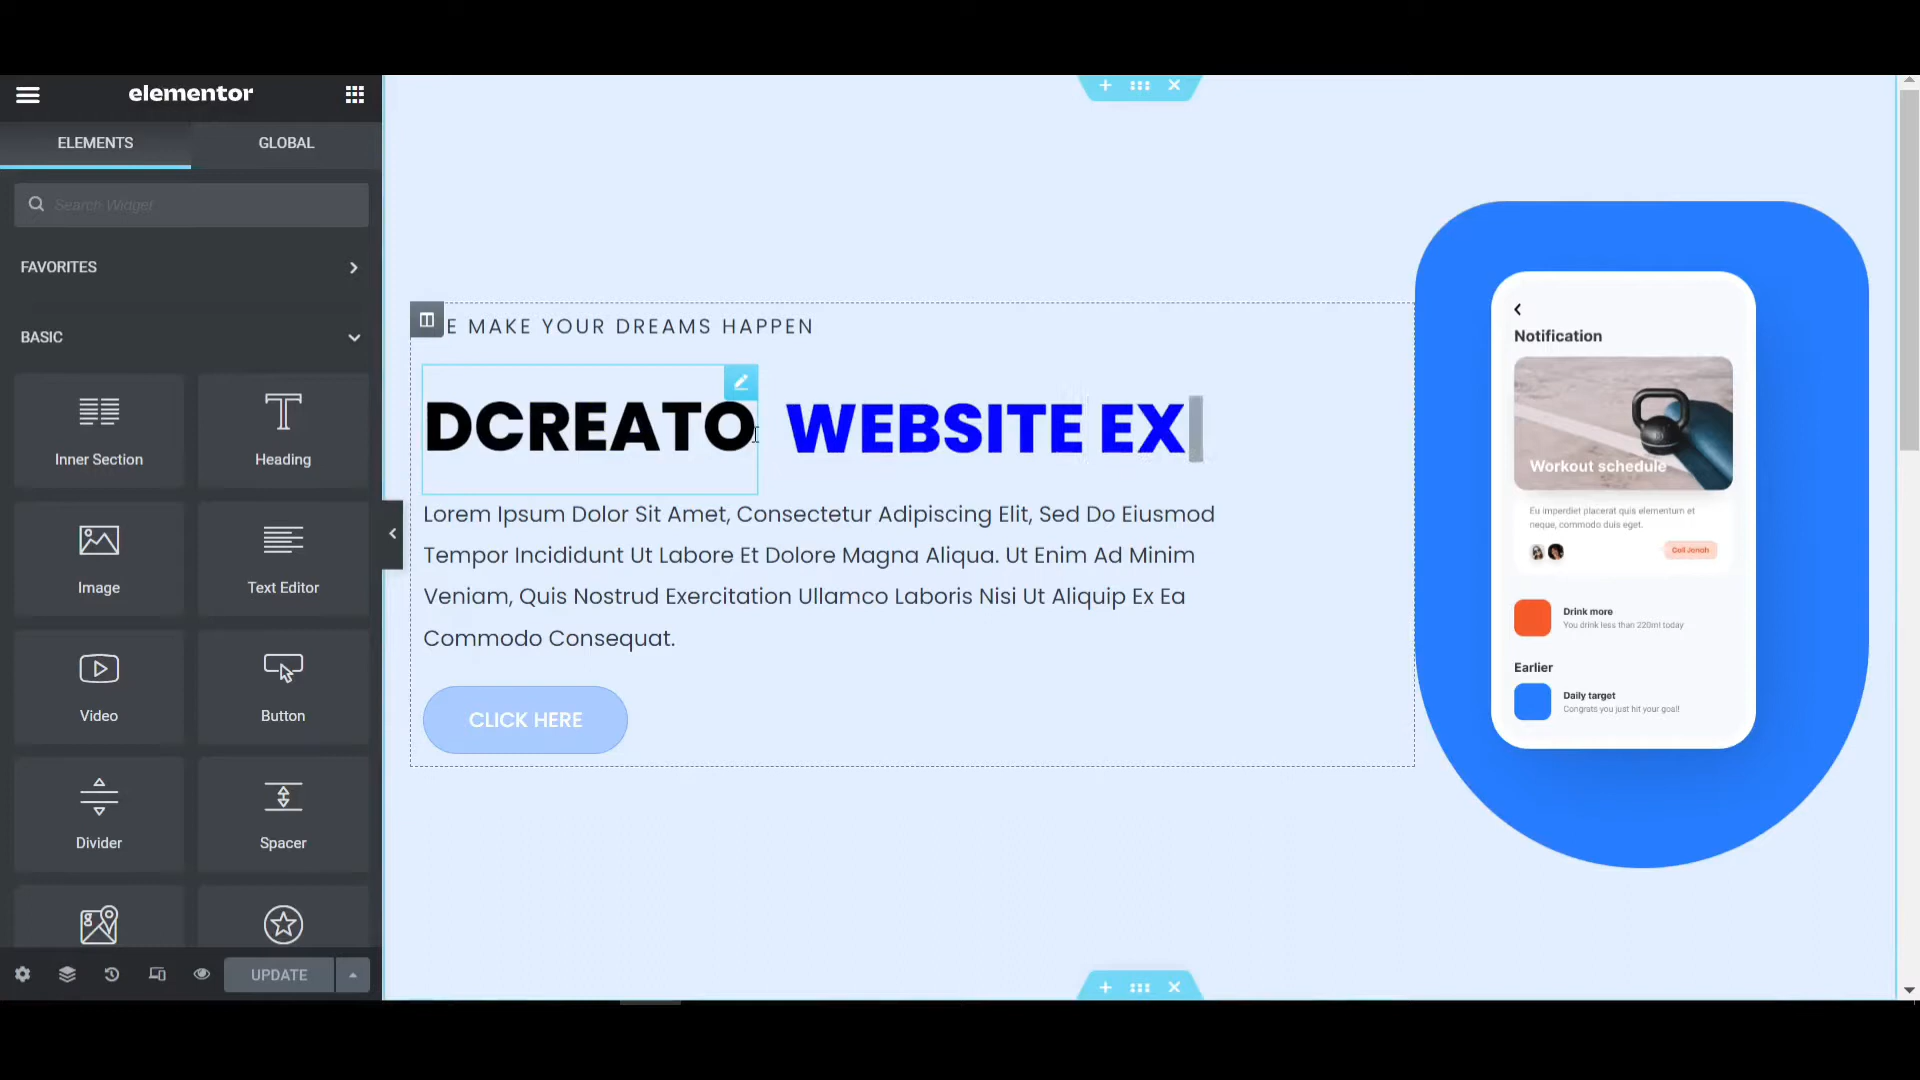 elementor
ELEMENTS GLOBAL
Search Widget
FAVORITES
BASIC
Inner Section Heading
Image Text Editor
Video Button
Divider Spacer
UPDATE
E MAKE YOUR DREAMS HAPPEN
DCREATO WEBSITE EX
Lorem Ipsum Dolor Sit Amet, Consectetur Adipiscing Elit, Sed Do Eiusmod
Tempor Incididunt Ut Labore Et Dolore Magna Aliqua. Ut Enim Ad Minim
Veniam, Quis Nostrud Exercitation Ullamco Laboris Nisi Ut Aliquip Ex Ea
Commodo Consequat.
CLICK HERE
Notification
Workout schedule
Eu imperdiet placerat quis elementum et
neque, commodo duis eget.
Call Jonah
Drink more
You drink less than 220ml today
Earlier
Daily target
Congrats you just hit your goal!